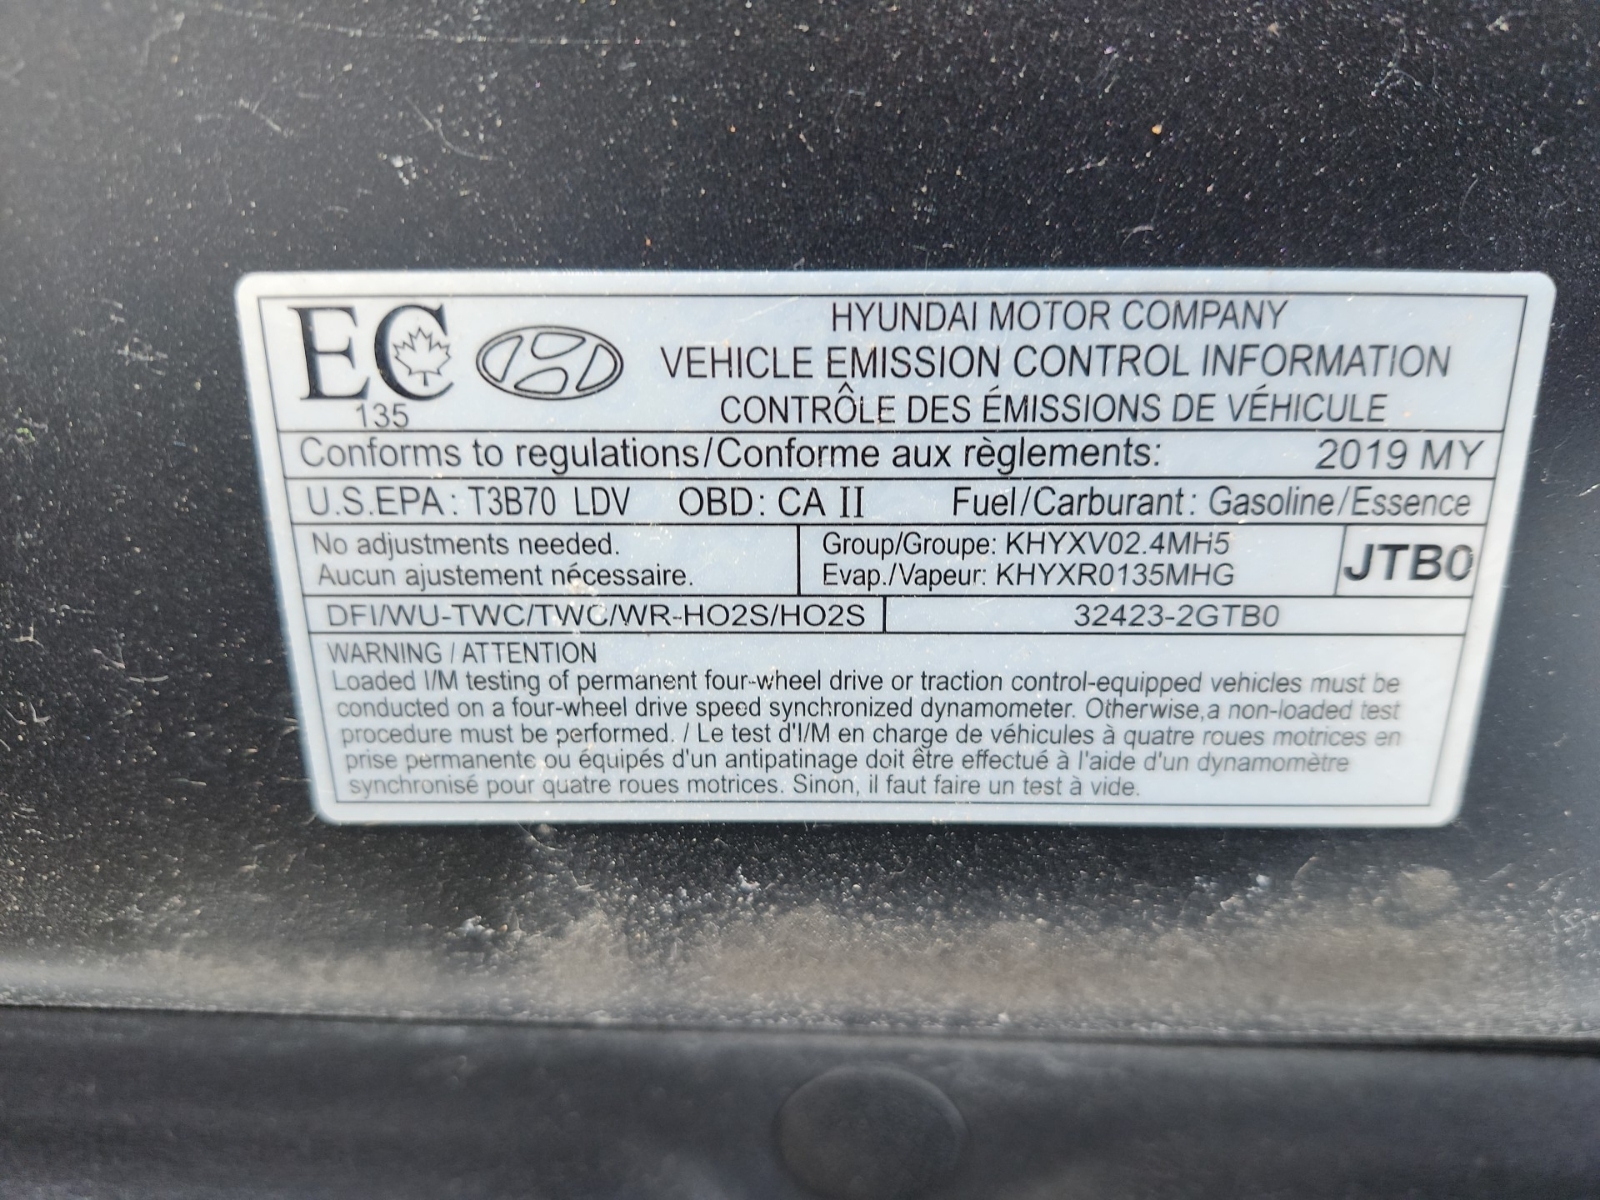 EC
135
HYUNDAI MOTOR COMPANY
VEHICLE EMISSION CONTROL INFORMATION
CONTRÔLE DES ÉMISSIONS DE VÉHICULE
Conforms to regulations/Conforme aux règlements: 2019 MY
U.S.EPA: T3B70 LDV OBD: CA II Fuel/Carburant: Gasoline/Essence
No adjustments needed.
Aucun ajustement nécessaire.
Group/Groupe: KHYXV02.4MH5
Evap./Vapeur: KHYXR0135MHG
JTB0
DFI/WU-TWC/TWC/WR-HO2S/HO2S
32423-2GTB0
WARNING / ATTENTION
Loaded I/M testing of permanent four-wheel drive or traction control-equipped vehicles must be
conducted on a four-wheel drive speed synchronized dynamometer. Otherwise, a non-loaded test
procedure must be performed. / Le test d'I/M en charge de véhicules à quatre roues motrices en
prise permanente ou équipés d'un antipatinage doit être effectué à l'aide d'un dynamomètre
synchronisé pour quatre roues motrices. Sinon, il faut faire un test à vide.